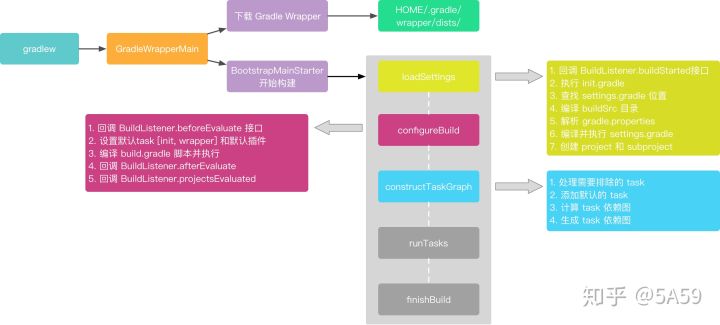 gradlew
GradleWrapperMain
下载 Gradle Wrapper
HOME/.gradle/
wrapper/dists/
BootstrapMainStarter
开始构建
loadSettings
1. 回调 BuildListener.buildStarted接口
2. 执行 init.gradle
3. 查找 settings.gradle 位置
4. 编译 buildSrc 目录
5. 解析 gradle.properties
6. 编译并执行 settings.gradle
7. 创建 project 和 subproject
configureBuild
1. 回调 BuildListener.beforeEvaluate 接口
2. 设置默认task [init, wrapper] 和默认插件
3. 编译 build.gradle 脚本并执行
4. 回调 BuildListener.afterEvaluate
5. 回调 BuildListener.projectsEvaluated
constructTaskGraph
1. 处理需要排除的 task
2. 添加默认的 task
3. 计算 task 依赖图
4. 生成 task 依赖图
runTasks
finishBuild
知乎 @5A59